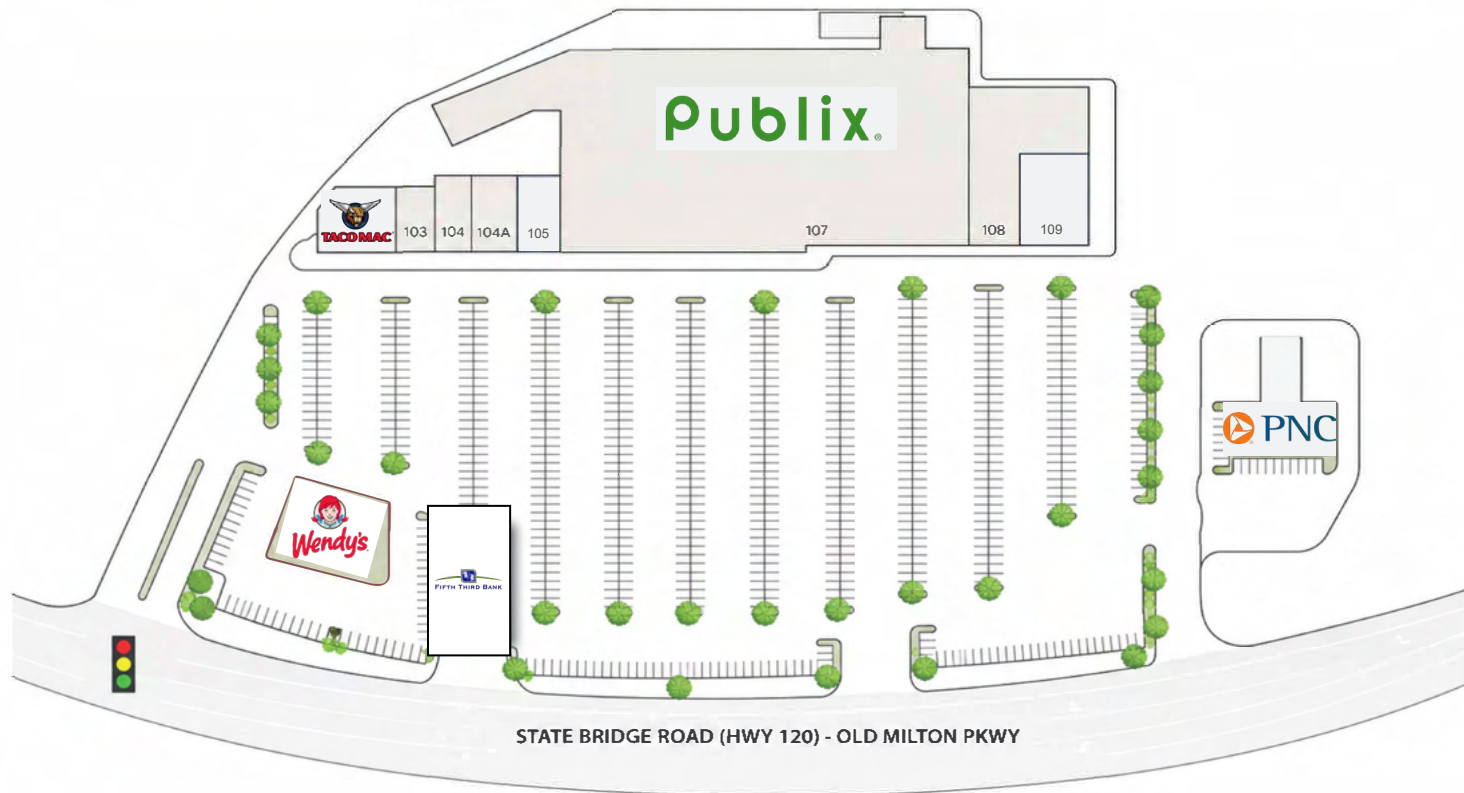 Publix®
TACO MAC
103
104
104A
105
107
108
109
PNC
Wendy's
FIFTH THIRD BANK
STATE BRIDGE ROAD (HWY 120) - OLD MILTON PKWY